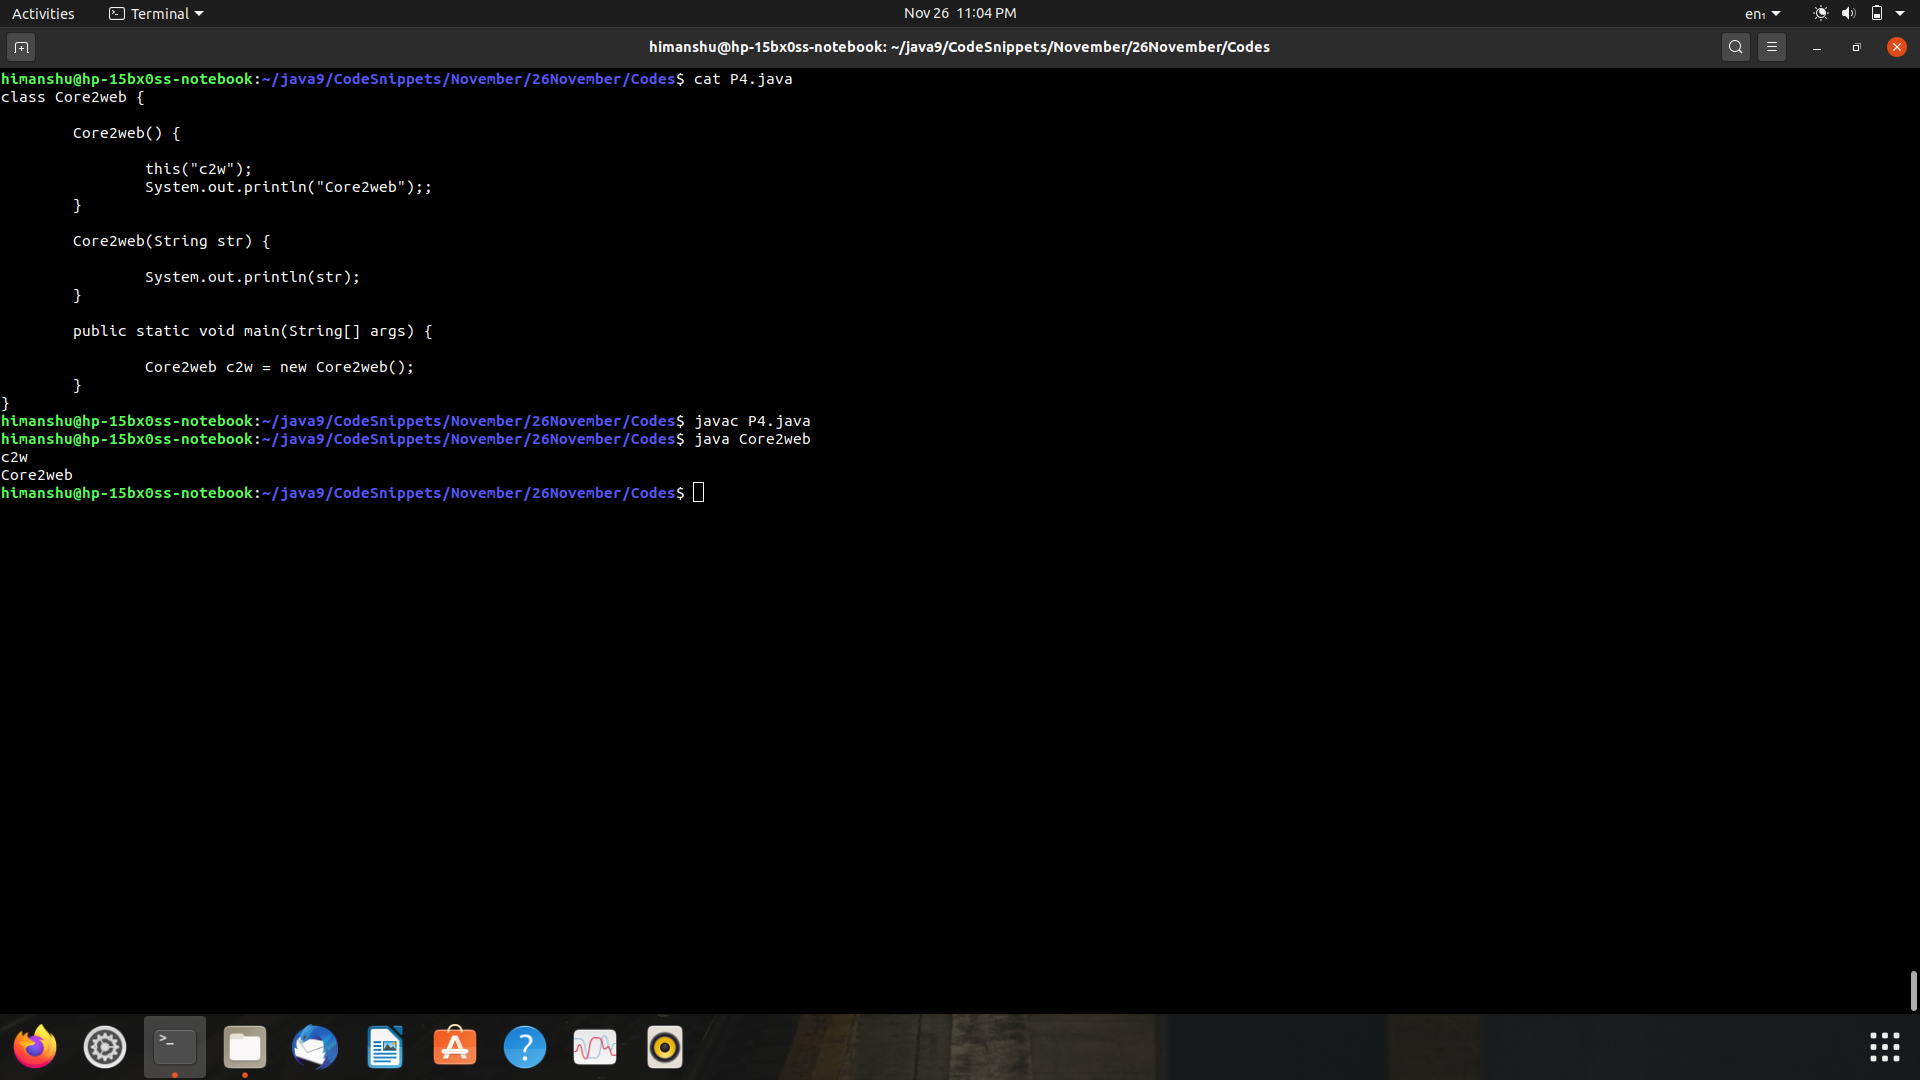 Activities Terminal Nov 26 11:04 PM en₁
himanshu@hp-15bx0ss-notebook: ~/java9/CodeSnippets/November/26November/Codes
himanshu@hp-15bx0ss-notebook:~/java9/CodeSnippets/November/26November/Codes$ cat P4.java
class Core2web {
Core2web() {
this("c2w");
System.out.println("Core2web");;
}
Core2web(String str) {
System.out.println(str);
}
public static void main(String[] args) {
Core2web c2w = new Core2web();
}
}
himanshu@hp-15bx0ss-notebook:~/java9/CodeSnippets/November/26November/Codes$ javac P4.java
himanshu@hp-15bx0ss-notebook:~/java9/CodeSnippets/November/26November/Codes$ java Core2web
c2w
Core2web
himanshu@hp-15bx0ss-notebook:~/java9/CodeSnippets/November/26November/Codes$